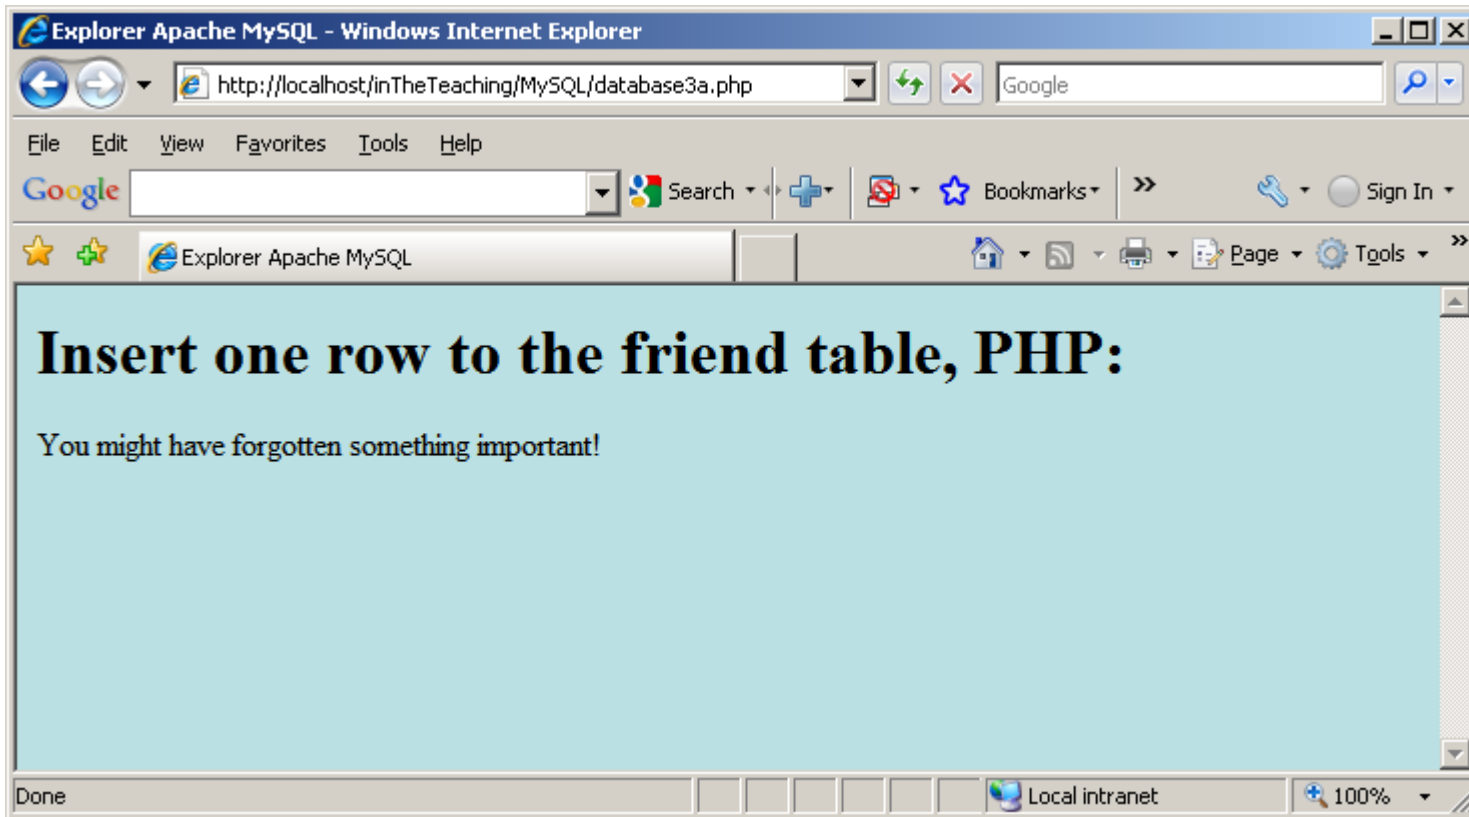 Explorer Apache MySQL - Windows Internet Explorer
http://localhost/inTheTeaching/MySQL/database3a.php Google
File Edit View Favorites Tools Help
Google Search Bookmarks >> Sign In
Explorer Apache MySQL Page Tools >>
Insert one row to the friend table, PHP:
You might have forgotten something important!
Done Local intranet 100%